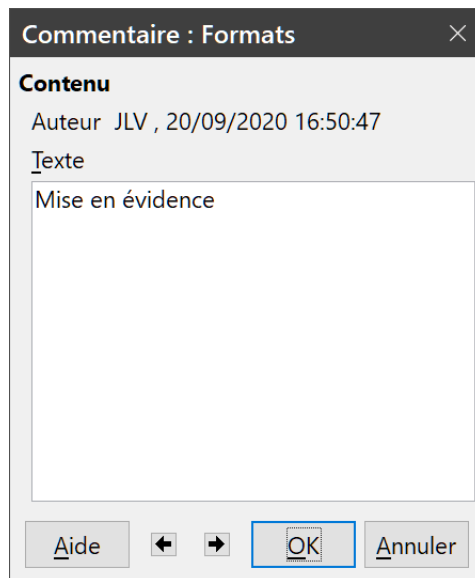 Commentaire : Formats
Contenu
Auteur JLV , 20/09/2020 16:50:47
Texte
Mise en évidence
Aide OK Annuler